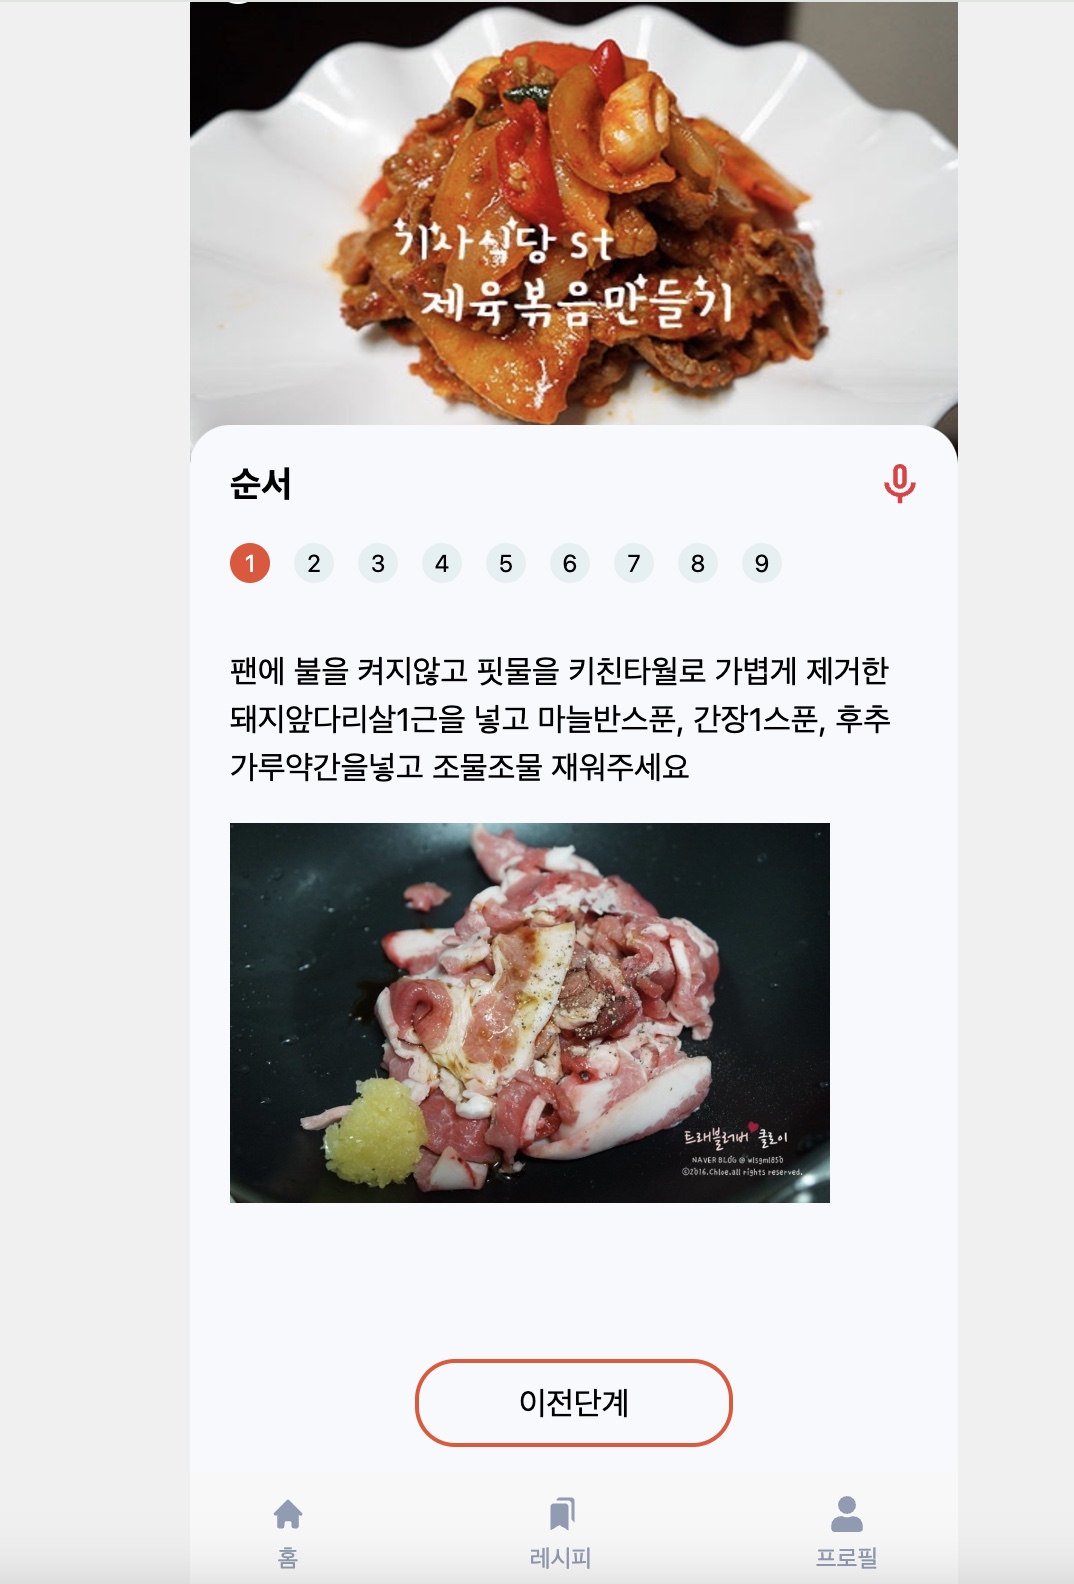 기사식당 st
제육볶음만들기
순서
1 2 3 4 5 6 7 8 9
팬에 불을 켜지않고 핏물을 키친타월로 가볍게 제거한
돼지앞다리살1근을 넣고 마늘반스푼, 간장1스푼, 후추
가루약간을넣고 조물조물 재워주세요
트래블러버 클로이
NAVER BLOG @wlsgml850
©2016.Chloe.all rights reserved.
이전단계
홈 레시피 프로필